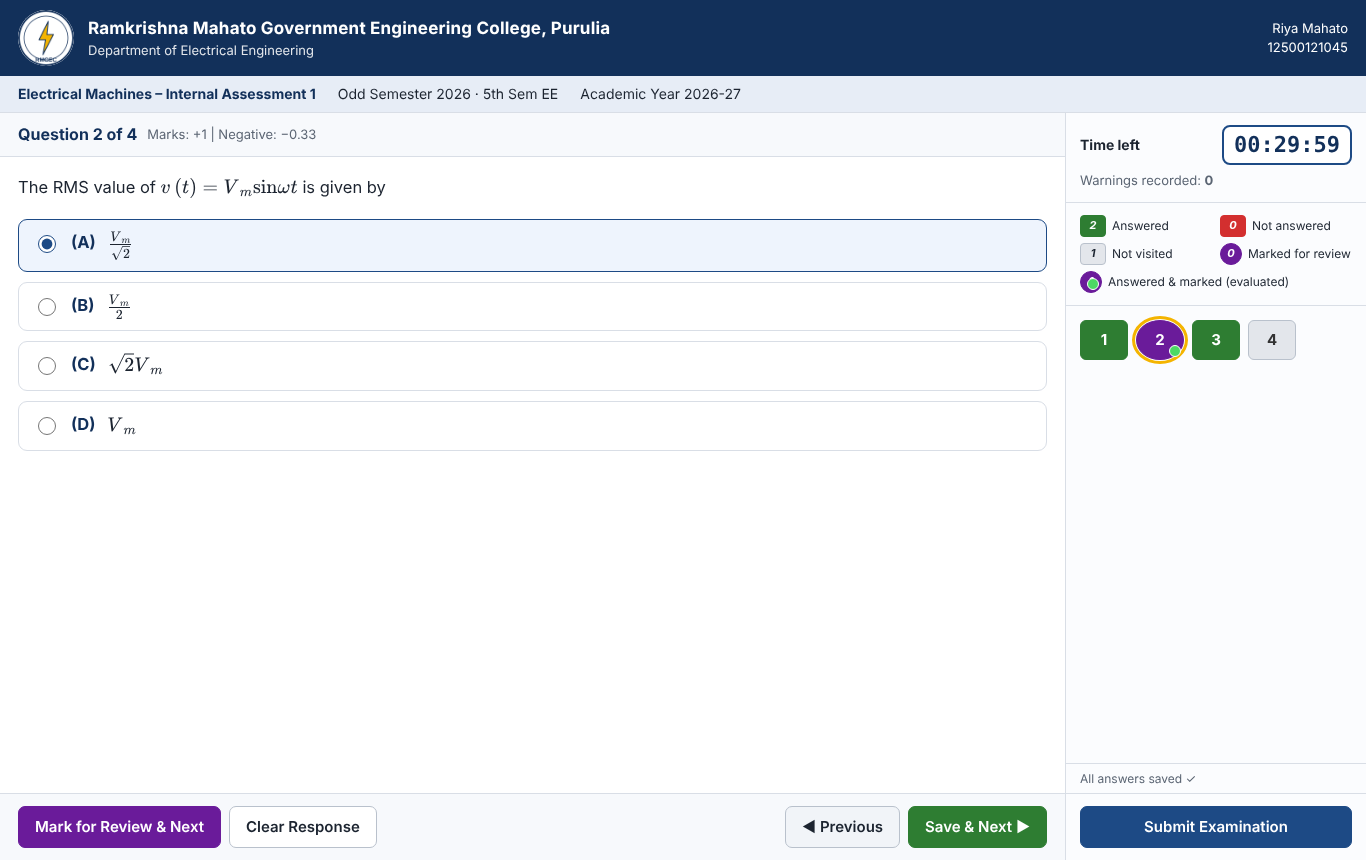 Ramkrishna Mahato Government Engineering College, Purulia
Department of Electrical Engineering
Riya Mahato
12500121045
Electrical Machines – Internal Assessment 1 Odd Semester 2026 · 5th Sem EE Academic Year 2026-27
Question 2 of 4 Marks: +1 | Negative: −0.33
The RMS value of v (t) = V_m sinωt is given by
(A) V_m/√2
(B) V_m/2
(C) √2V_m
(D) V_m
Mark for Review & Next
Clear Response
◀ Previous
Save & Next ▶
Time left 00:29:59
Warnings recorded: 0
2 Answered 0 Not answered
1 Not visited 0 Marked for review
Answered & marked (evaluated)
1 2 3 4
All answers saved ✓
Submit Examination